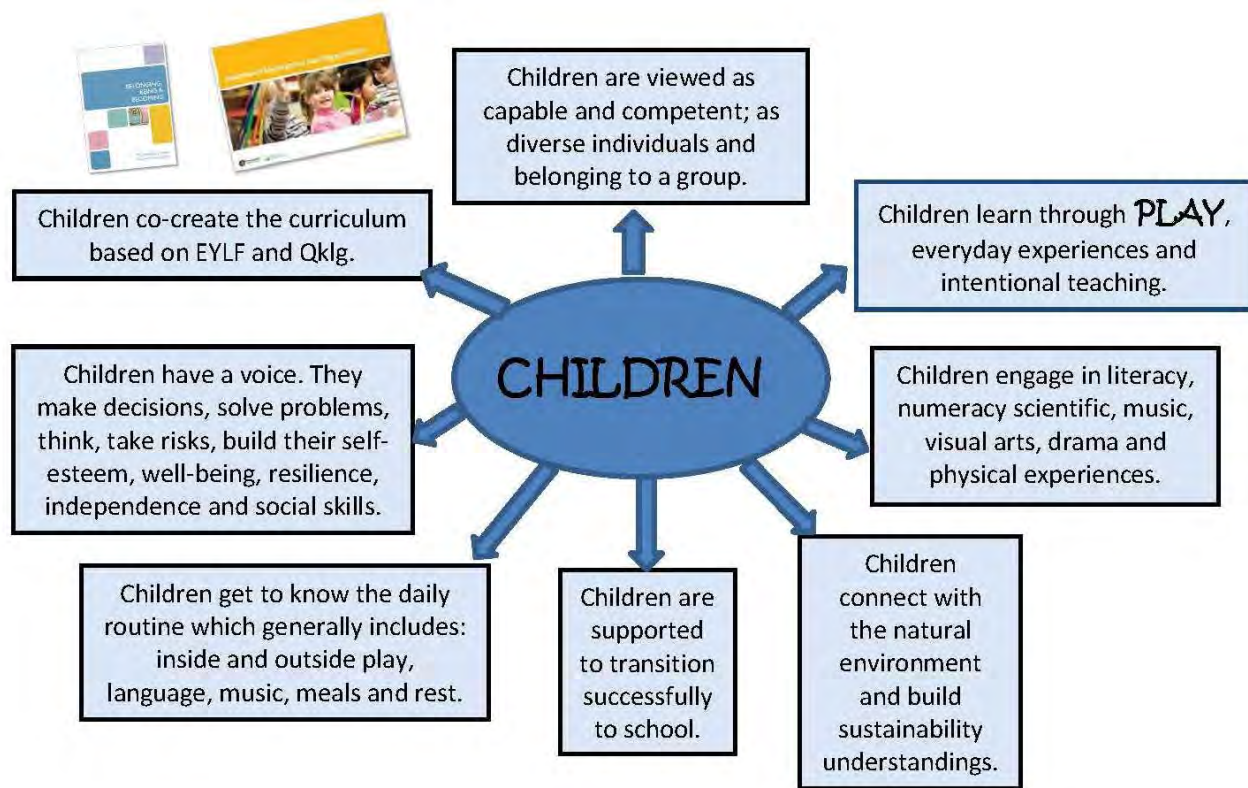 BELONGING,
BEING &
BECOMING
Children are viewed as
capable and competent; as
diverse individuals and
belonging to a group.
Children co-create the curriculum
based on EYLF and Qklg.
Children learn through PLAY,
everyday experiences and
intentional teaching.
CHILDREN
Children have a voice. They
make decisions, solve problems,
think, take risks, build their self-
esteem, well-being, resilience,
independence and social skills.
Children engage in literacy,
numeracy scientific, music,
visual arts, drama and
physical experiences.
Children get to know the daily
routine which generally includes:
inside and outside play,
language, music, meals and rest.
Children are
supported
to transition
successfully
to school.
Children
connect with
the natural
environment
and build
sustainability
understandings.